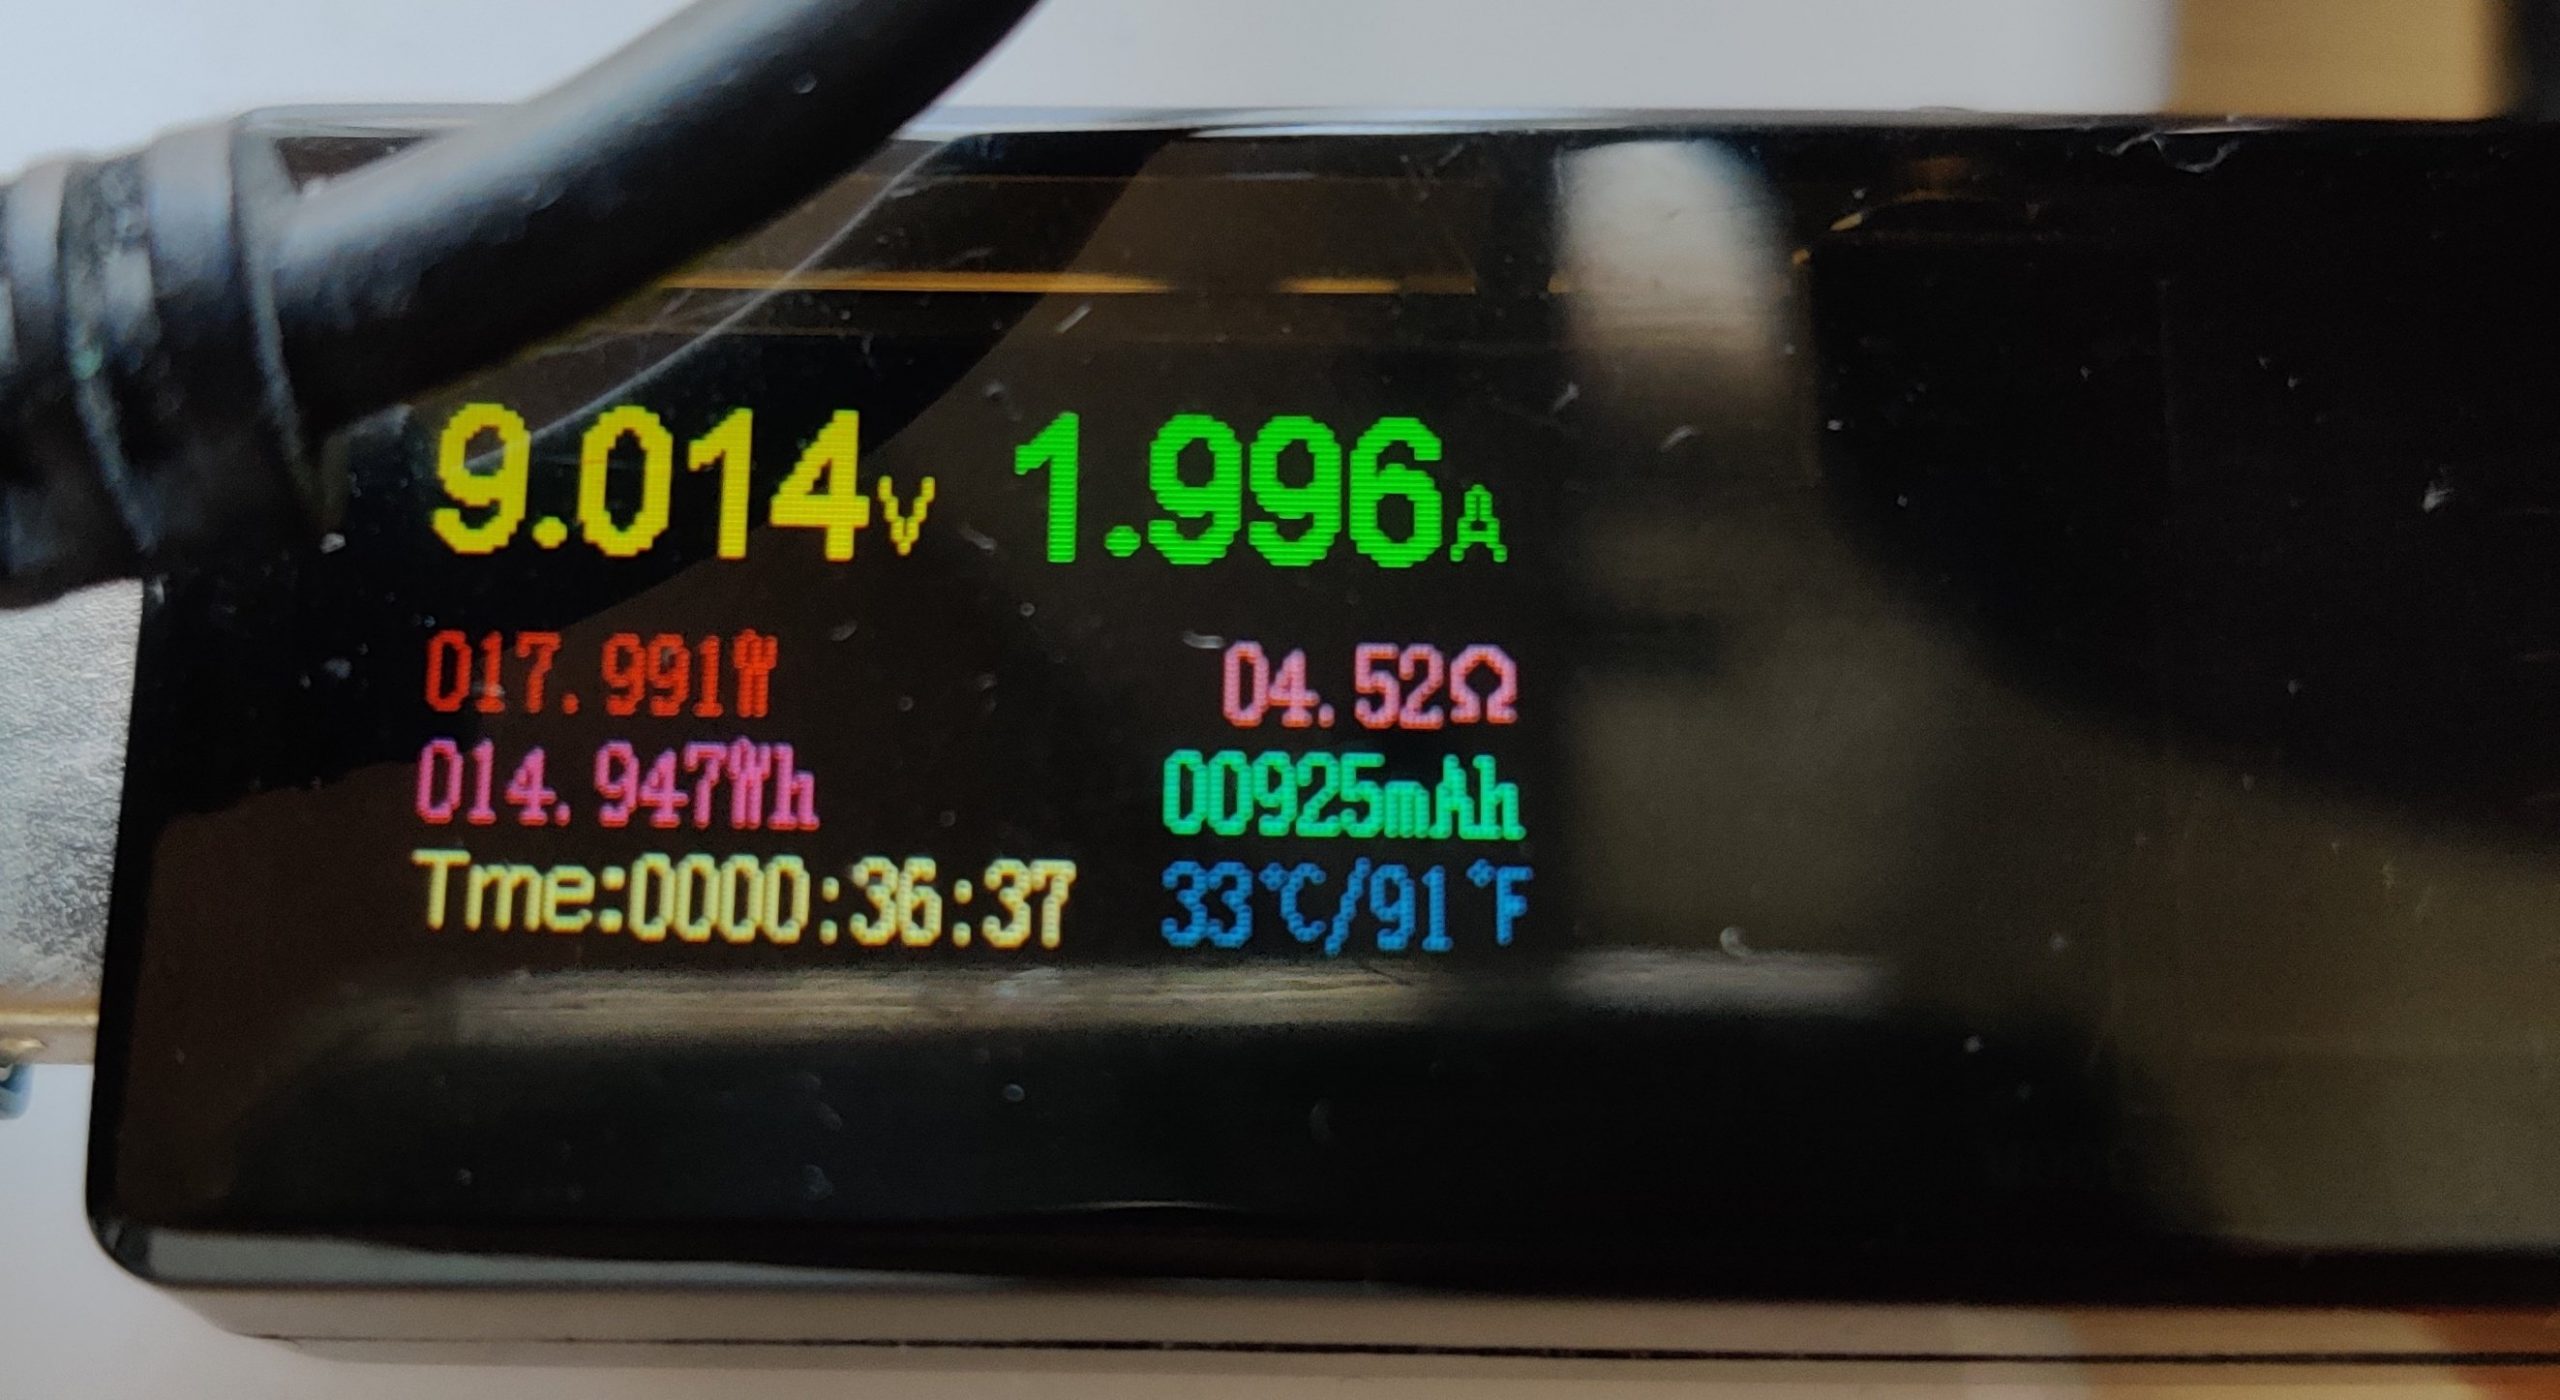 9.014V 1.996A
017.991W 04.52Ω
014.947Wh 00925mAh
Tme:0000:36:37 33℃/91℉